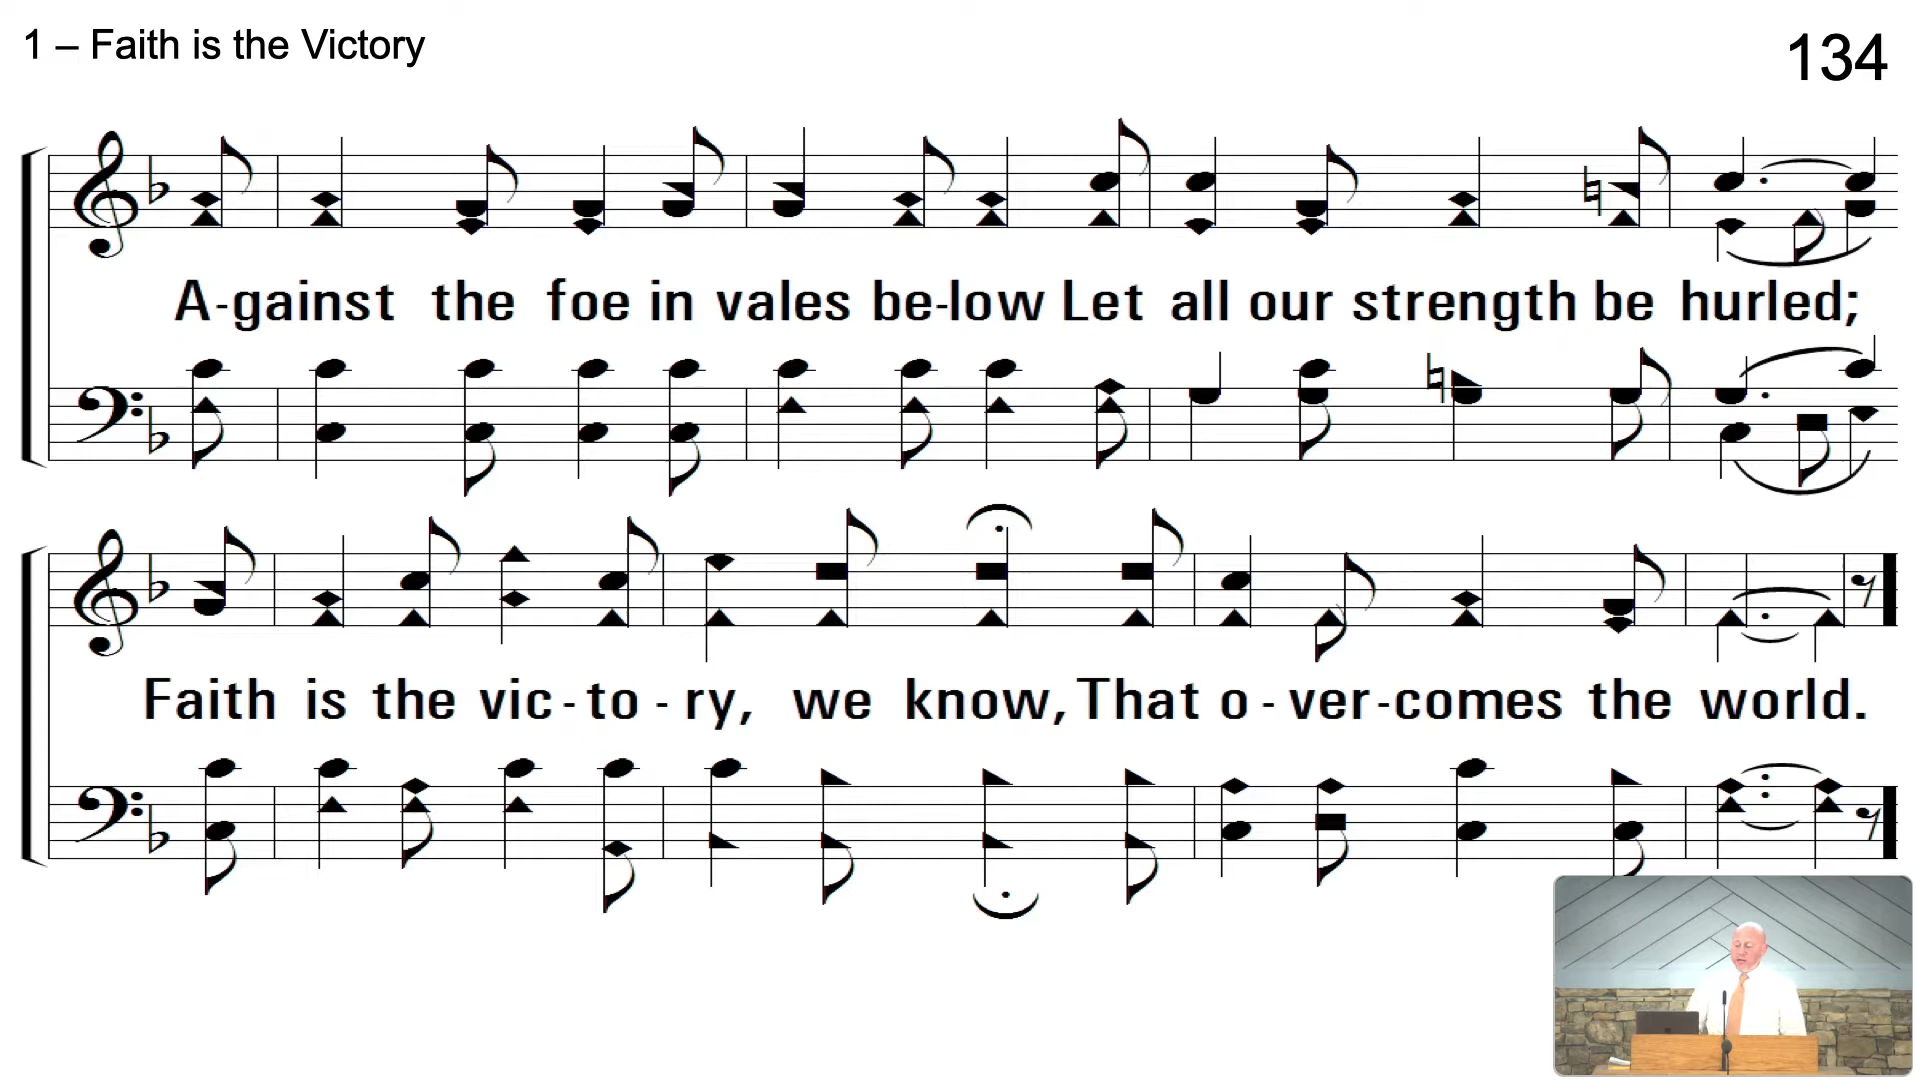 1 – Faith is the Victory
134
A-gainst the foe in vales be-low Let all our strength be hurled;
Faith is the vic-to-ry, we know, That o-ver-comes the world.